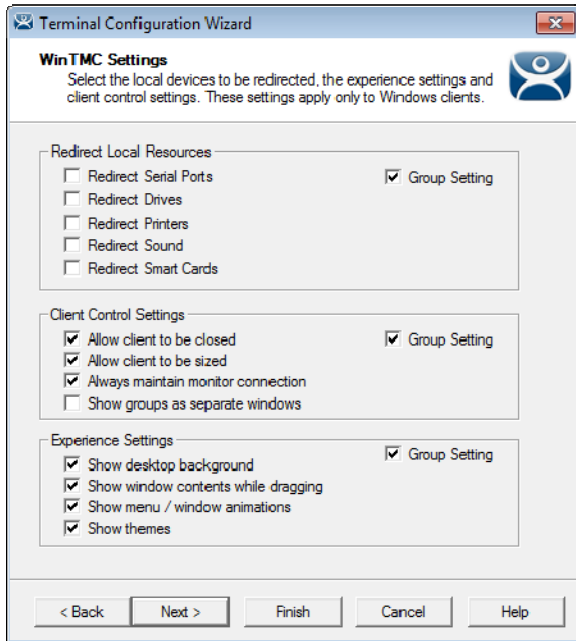 Terminal Configuration Wizard
WinTMC Settings
Select the local devices to be redirected, the experience settings and
client control settings. These settings apply only to Windows clients.
Redirect Local Resources
Redirect Serial Ports
Group Setting
Redirect Drives
Redirect Printers
Redirect Sound
Redirect Smart Cards
Client Control Settings
Allow client to be closed
Group Setting
Allow client to be sized
Always maintain monitor connection
Show groups as separate windows
Experience Settings
Group Setting
Show desktop background
Show window contents while dragging
Show menu / window animations
Show themes
< Back Next > Finish Cancel Help